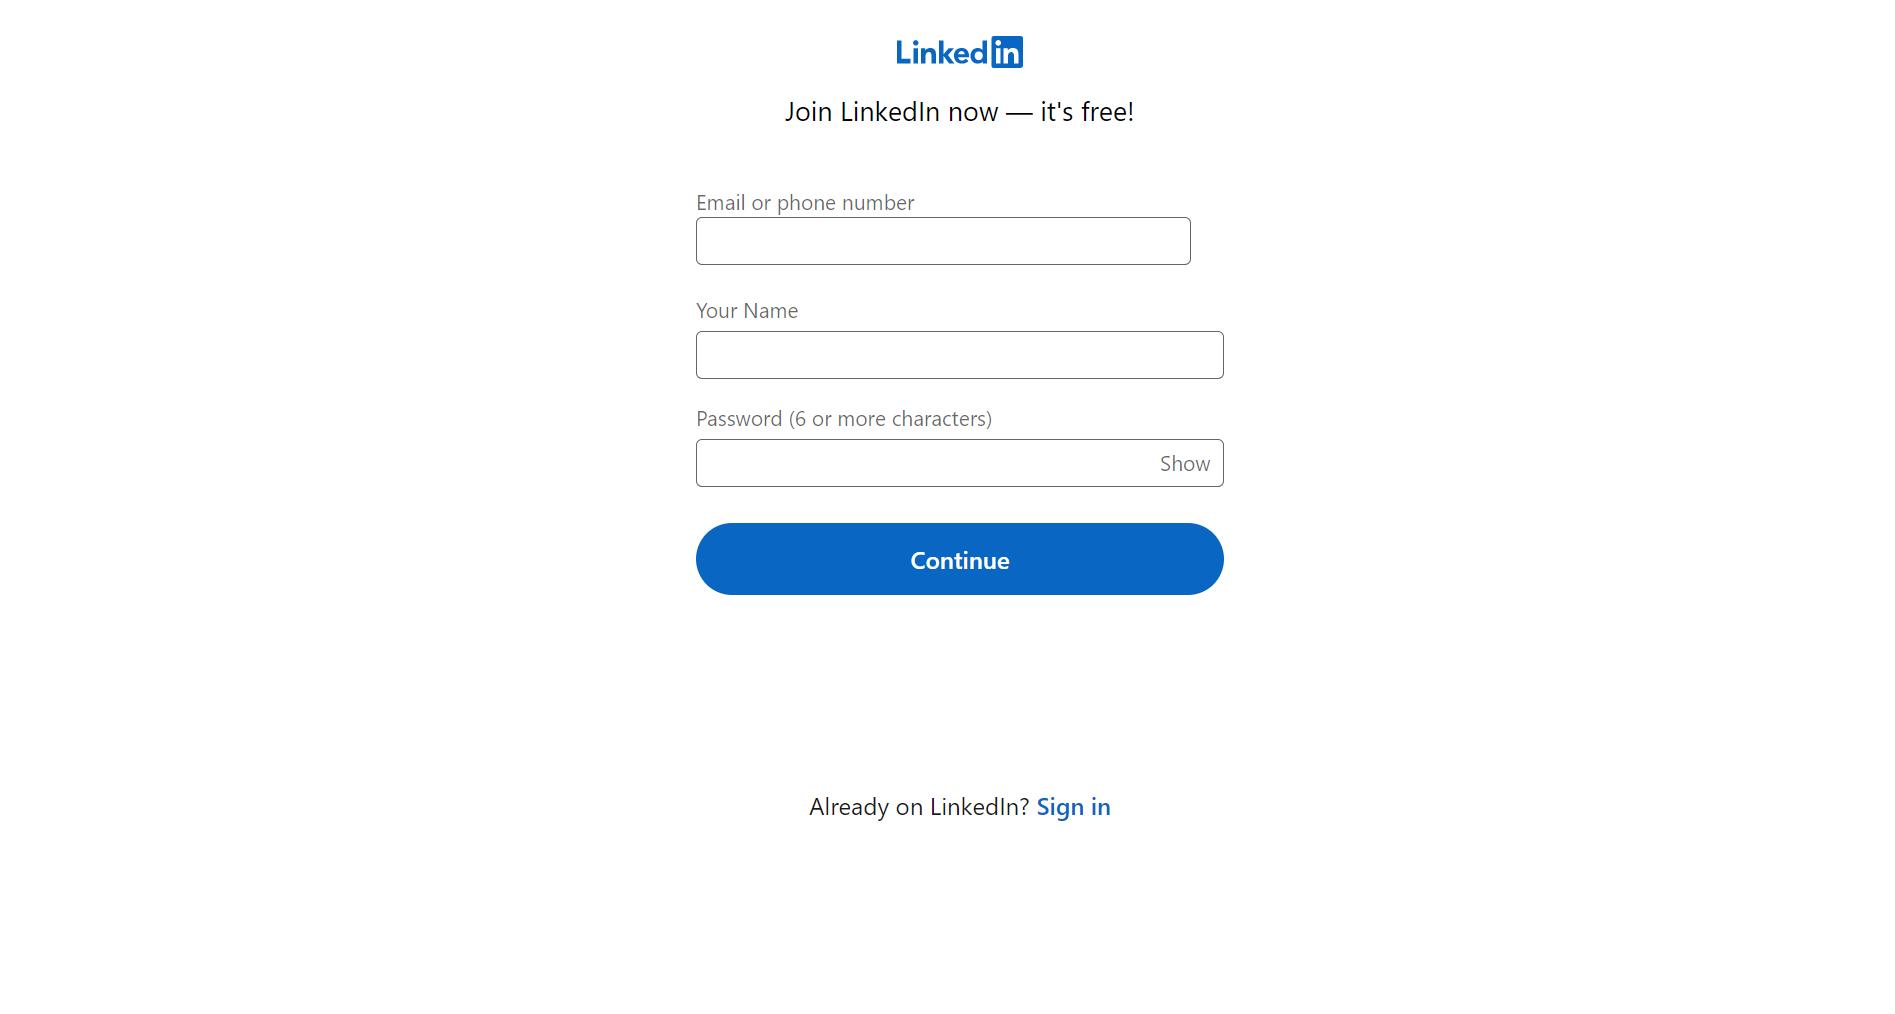 Linkedin
Join LinkedIn now — it's free!
Email or phone number
Your Name
Password (6 or more characters)
Show
Continue
Already on LinkedIn? Sign in